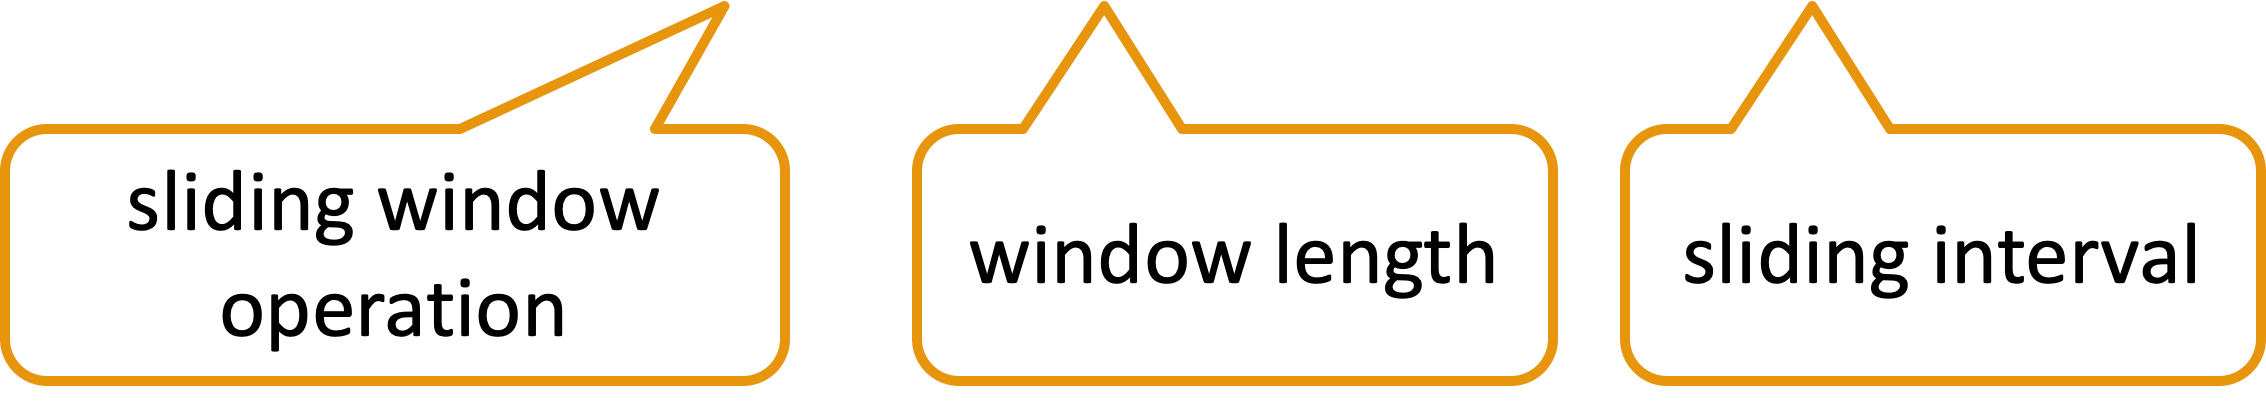 sliding window
operation
window length
sliding interval